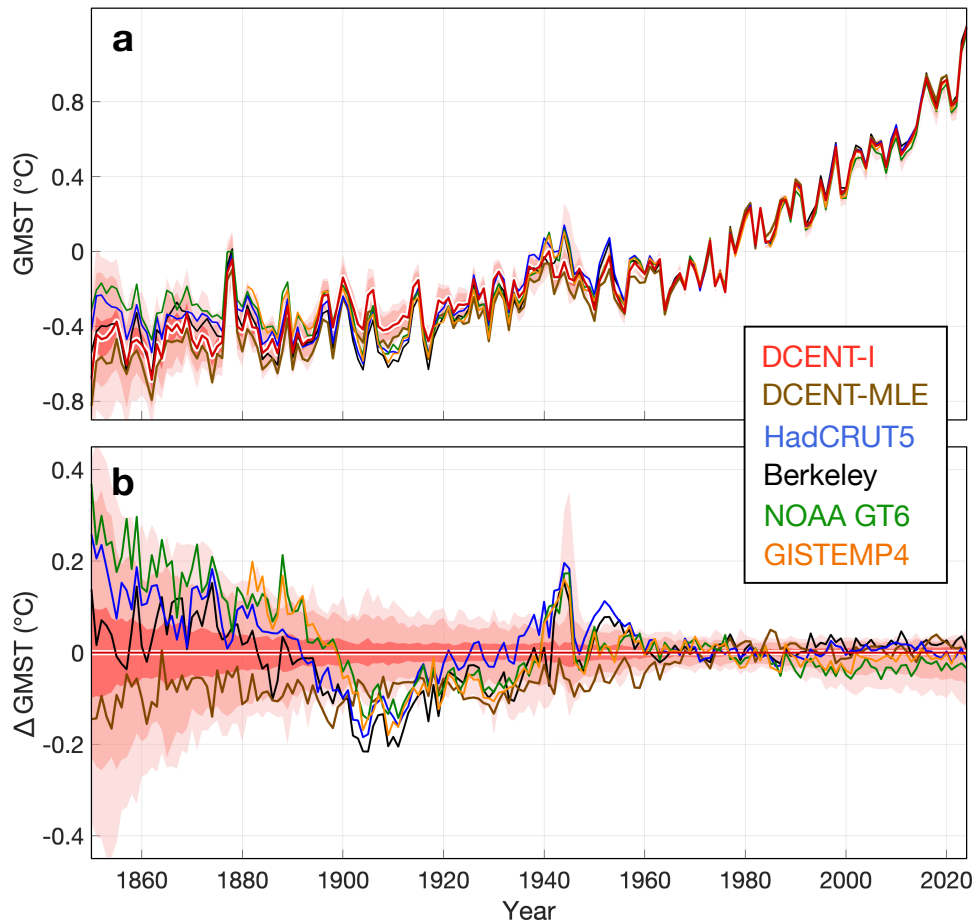 a
GMST (°C)
0.8
0.4
0
-0.4
-0.8
DCENT-I
DCENT-MLE
HadCRUT5
Berkeley
NOAA GT6
GISTEMP4
b
ΔGMST (°C)
0.4
0.2
0
-0.2
-0.4
1860 1880 1900 1920 1940 1960 1980 2000 2020
Year